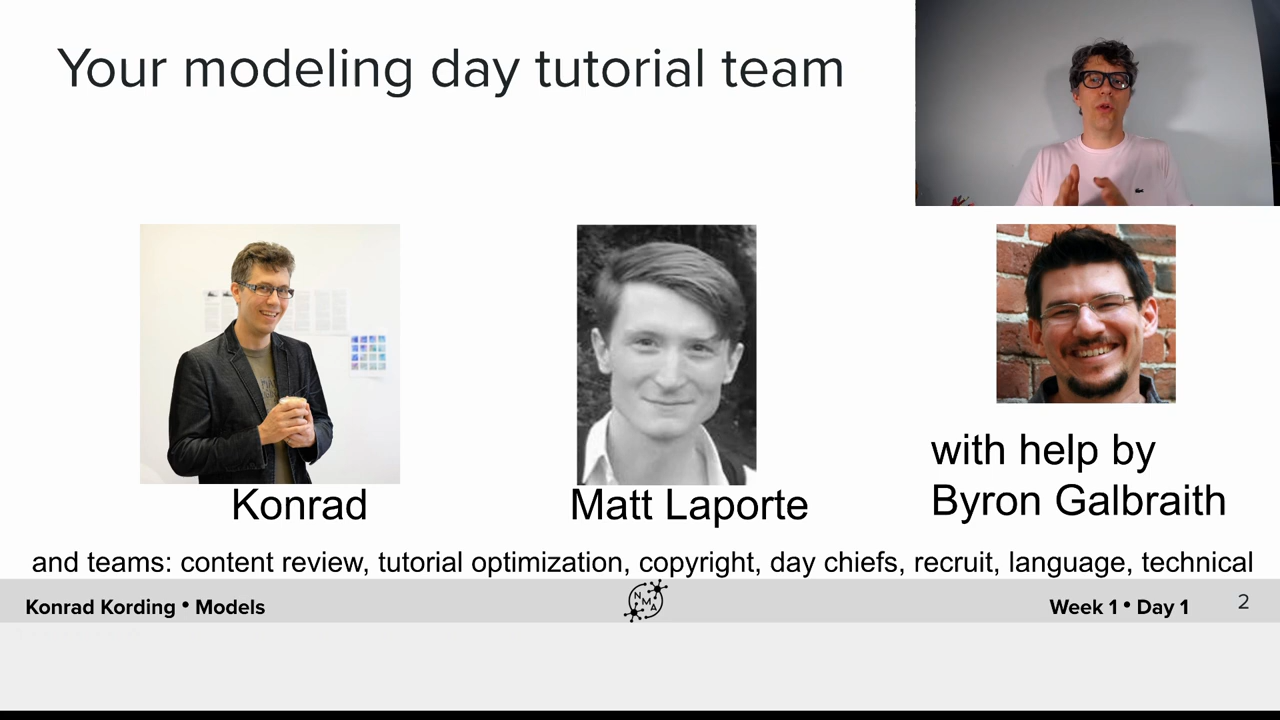 Your modeling day tutorial team
Konrad
Matt Laporte
with help by
Byron Galbraith
and teams: content review, tutorial optimization, copyright, day chiefs, recruit, language, technical
Konrad Kording • Models
NMA
Week 1 • Day 1
2